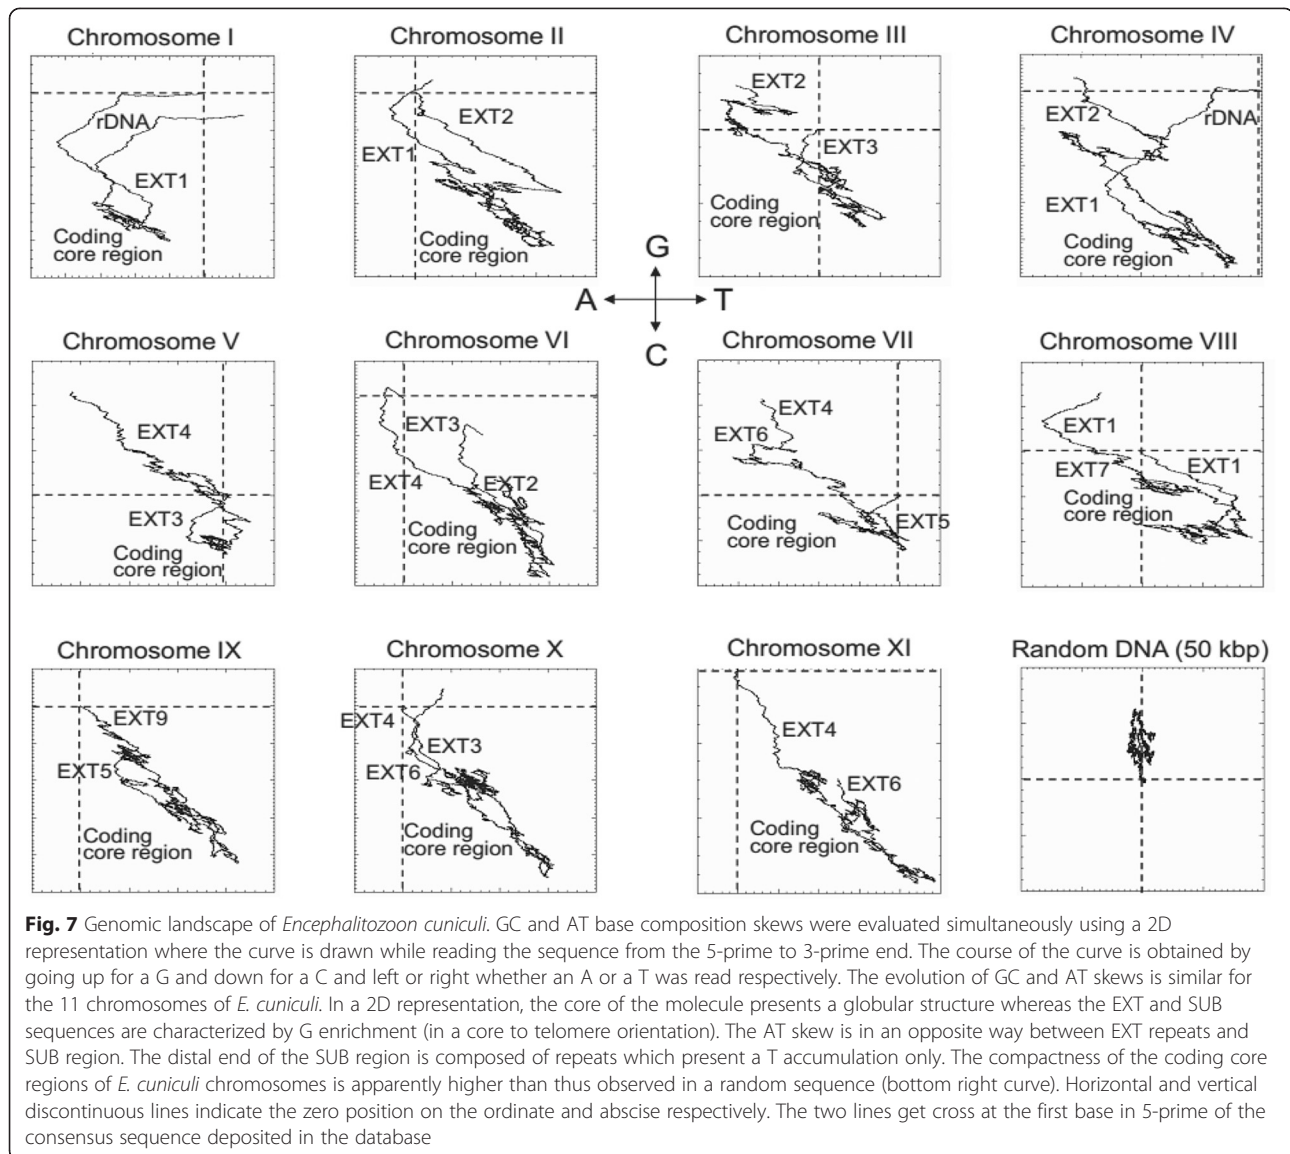 Chromosome I
rDNA
EXT1
Coding
core region
Chromosome II
EXT2
EXT1
Coding
core region
Chromosome III
EXT2
EXT3
Coding
core region
Chromosome IV
EXT2
rDNA
EXT1
Coding
core region
G
A T
C
Chromosome V
EXT4
EXT3
Coding
core region
Chromosome VI
EXT3
EXT4
EXT2
Coding
core region
Chromosome VII
EXT4
EXT6
EXT5
Coding
core region
Chromosome VIII
EXT1
EXT7
EXT1
Coding
core region
Chromosome IX
EXT9
EXT5
Coding
core region
Chromosome X
EXT4
EXT3
EXT6
Coding
core region
Chromosome XI
EXT4
EXT6
Coding
core region
Random DNA (50 kbp)
Fig. 7 Genomic landscape of Encephalitozoon cuniculi. GC and AT base composition skews were evaluated simultaneously using a 2D
representation where the curve is drawn while reading the sequence from the 5-prime to 3-prime end. The course of the curve is obtained by
going up for a G and down for a C and left or right whether an A or a T was read respectively. The evolution of GC and AT skews is similar for
the 11 chromosomes of E. cuniculi. In a 2D representation, the core of the molecule presents a globular structure whereas the EXT and SUB
sequences are characterized by G enrichment (in a core to telomere orientation). The AT skew is in an opposite way between EXT repeats and
SUB region. The distal end of the SUB region is composed of repeats which present a T accumulation only. The compactness of the coding core
regions of E. cuniculi chromosomes is apparently higher than thus observed in a random sequence (bottom right curve). Horizontal and vertical
discontinuous lines indicate the zero position on the ordinate and abscise respectively. The two lines get cross at the first base in 5-prime of the
consensus sequence deposited in the database